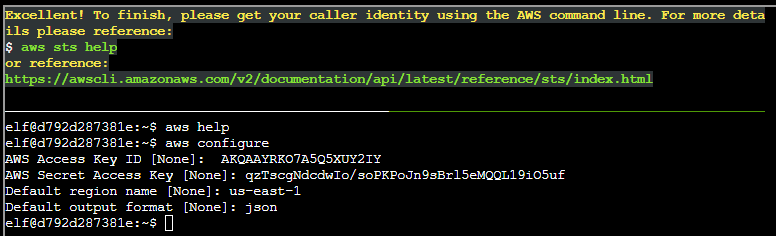 Excellent! To finish, please get your caller identity using the AWS command line. For more deta
ils please reference:
$ aws sts help
or reference:
https://awscli.amazonaws.com/v2/documentation/api/latest/reference/sts/index.html
elf@d792d287381e:~$ aws help
elf@d792d287381e:~$ aws configure
AWS Access Key ID [None]:  AKQAAYRKO7A5Q5XUY2IY
AWS Secret Access Key [None]: qzTscgNdcdwIo/soPKPoJn9sBrl5eMQQL19iO5uf
Default region name [None]: us-east-1
Default output format [None]: json
elf@d792d287381e:~$